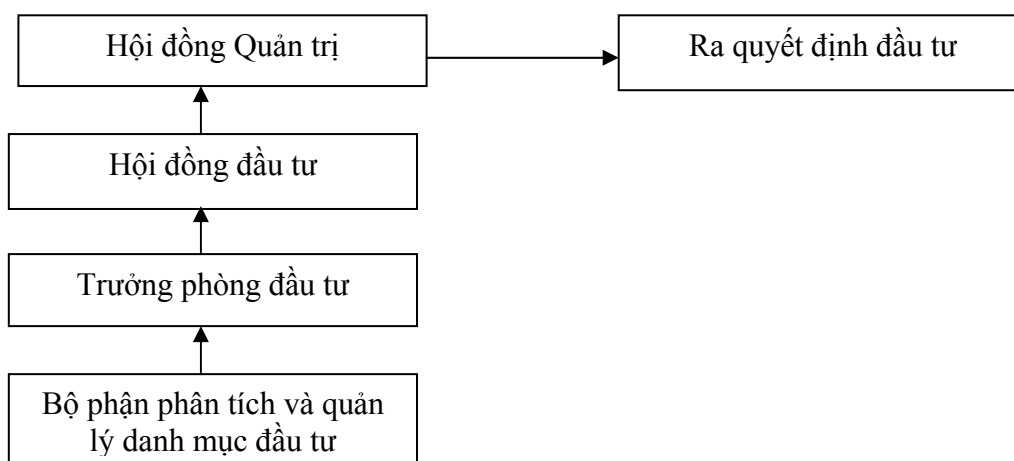 Hội đồng Quản trị
Ra quyết định đầu tư
Hội đồng đầu tư
Trưởng phòng đầu tư
Bộ phận phân tích và quản
lý danh mục đầu tư